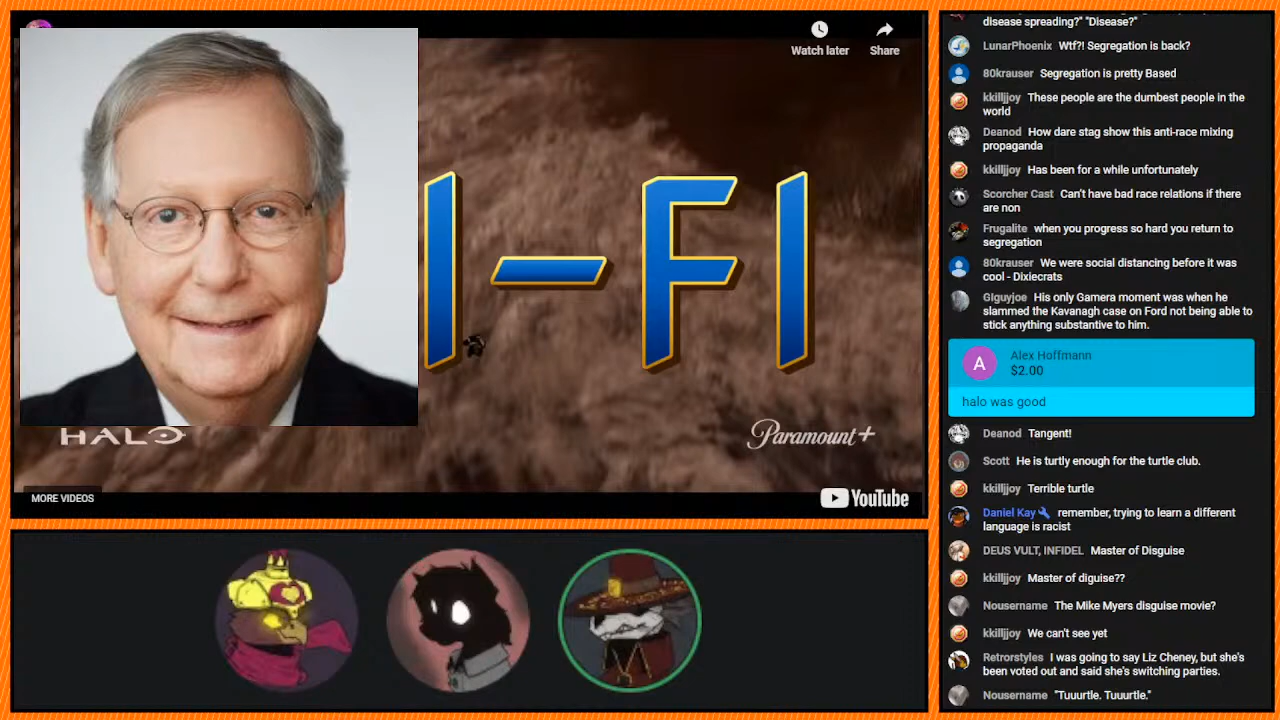 Watch later
Share
I-FI
HALO
Paramount+
MORE VIDEOS
YouTube
disease spreading?" "Disease?"
LunarPhoenix Wtf?! Segregation is back?
80krauser Segregation is pretty Based
kkilljjoy These people are the dumbest people in the
world
Deanod How dare stag show this anti-race mixing
propaganda
kkilljjoy Has been for a while unfortunately
Scorcher Cast Can't have bad race relations if there
are non
Frugalite when you progress so hard you return to
segregation
80krauser We were social distancing before it was
cool - Dixiecrats
GIguyjoe His only Gamera moment was when he
slammed the Kavanagh case on Ford not being able to
stick anything substantive to him.
A
Alex Hoffmann
$2.00
halo was good
Deanod Tangent!
Scott He is turtly enough for the turtle club.
kkilljjoy Terrible turtle
Daniel Kay remember, trying to learn a different
language is racist
DEUS VULT, INFIDEL Master of Disguise
kkilljjoy Master of diguise??
Nousername The Mike Myers disguise movie?
kkilljjoy We can't see yet
Retrorstyles I was going to say Liz Cheney, but she's
been voted out and said she's switching parties.
Nousername "Tuuurtle. Tuuurtle."